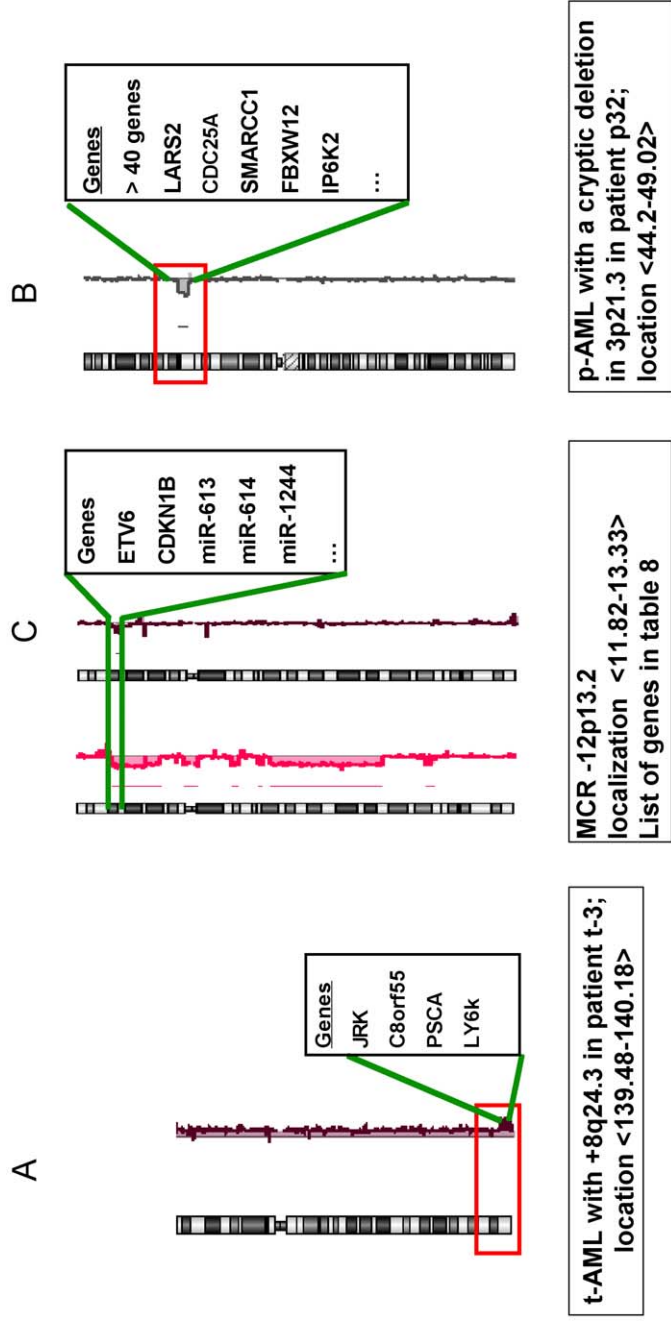 A
Genes
JRK
C8orf55
PSCA
LY6k
t-AML with +8q24.3 in patient t-3;
location <139.48-140.18>
C
Genes
ETV6
CDKN1B
miR-613
miR-614
miR-1244
...
MCR -12p13.2
localization <11.82-13.33>
List of genes in table 8
B
Genes
> 40 genes
LARS2
CDC25A
SMARCC1
FBXW12
IP6K2
...
p-AML with a cryptic deletion
in 3p21.3 in patient p32;
location <44.2-49.02>